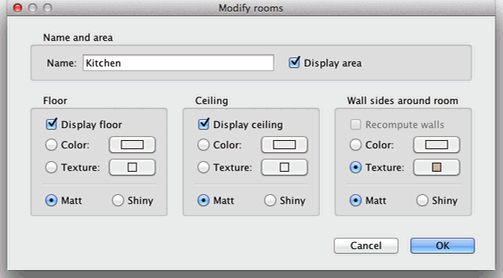 Modify rooms
Name and area
Name: Kitchen Display area
Floor Ceiling Wall sides around room
Display floor Display ceiling Recompute walls
Color: Color: Color:
Texture: Texture: Texture:
Matt Shiny Matt Shiny Matt Shiny
Cancel OK